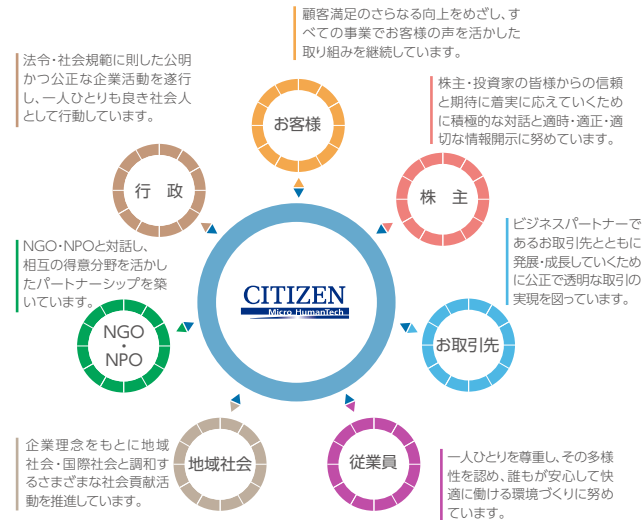 顧客満足のさらなる向上をめざし、す
べての事業でお客様の声を活かした
取り組みを継続しています。
お客様
株主・投資家の皆様からの信頼
と期待に着実に応えていくため
に積極的な対話と適時・適正・適
切な情報開示に努めています。
株 主
ビジネスパートナーで
あるお取引先とともに
発展・成長していくため
に公正で透明な取引の
実現を図っています。
お取引先
一人ひとりを尊重し、その多様
性を認め、誰もが安心して快
適に働ける環境づくりに努め
ています。
従業員
企業理念をもとに地域
社会・国際社会と調和す
るさまざまな社会貢献活
動を推進しています。
地域社会
NGO・NPOと対話し、
相互の得意分野を活かし
たパートナーシップを築
いています。
NGO
・
NPO
法令・社会規範に則した公明
かつ公正な企業活動を遂行
し、一人ひとりも良き社会人
として行動しています。
行 政
CITIZEN
Micro HumanTech